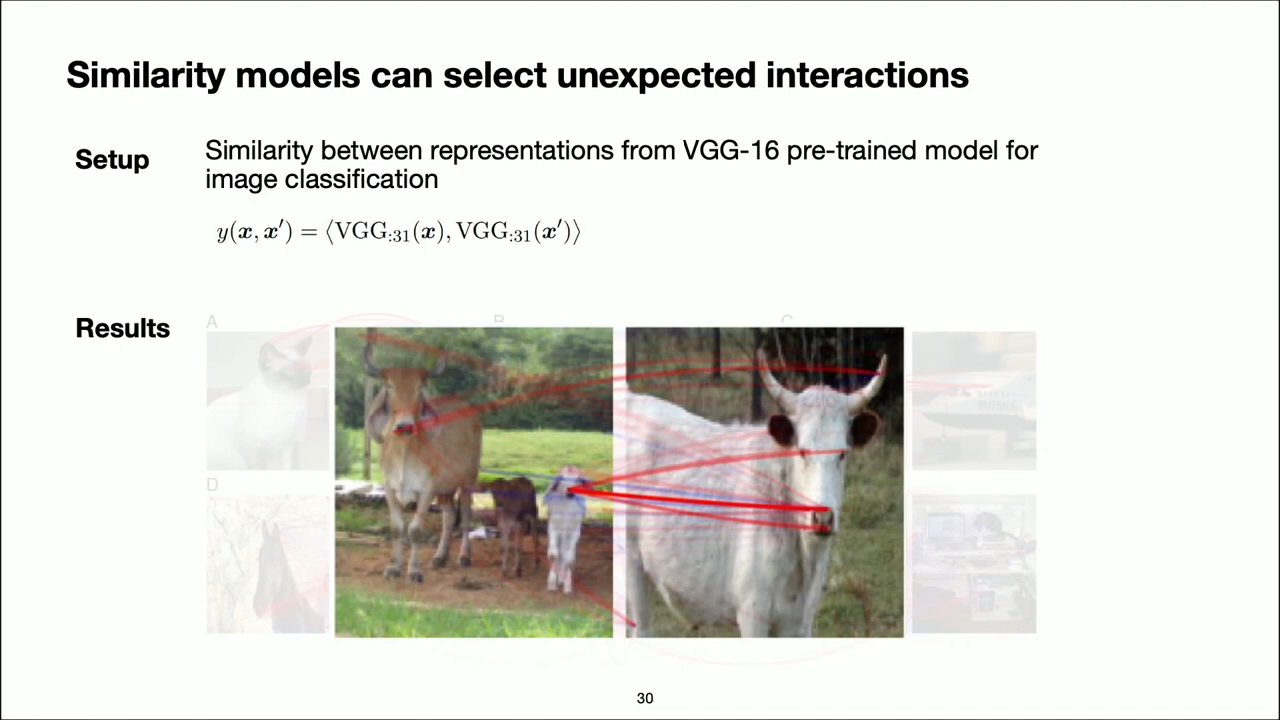 Similarity models can select unexpected interactions
Setup
Similarity between representations from VGG-16 pre-trained model for
image classification
y(x, x′) = ⟨VGG:31(x), VGG:31(x′)⟩
Results
A
B
C
D
30